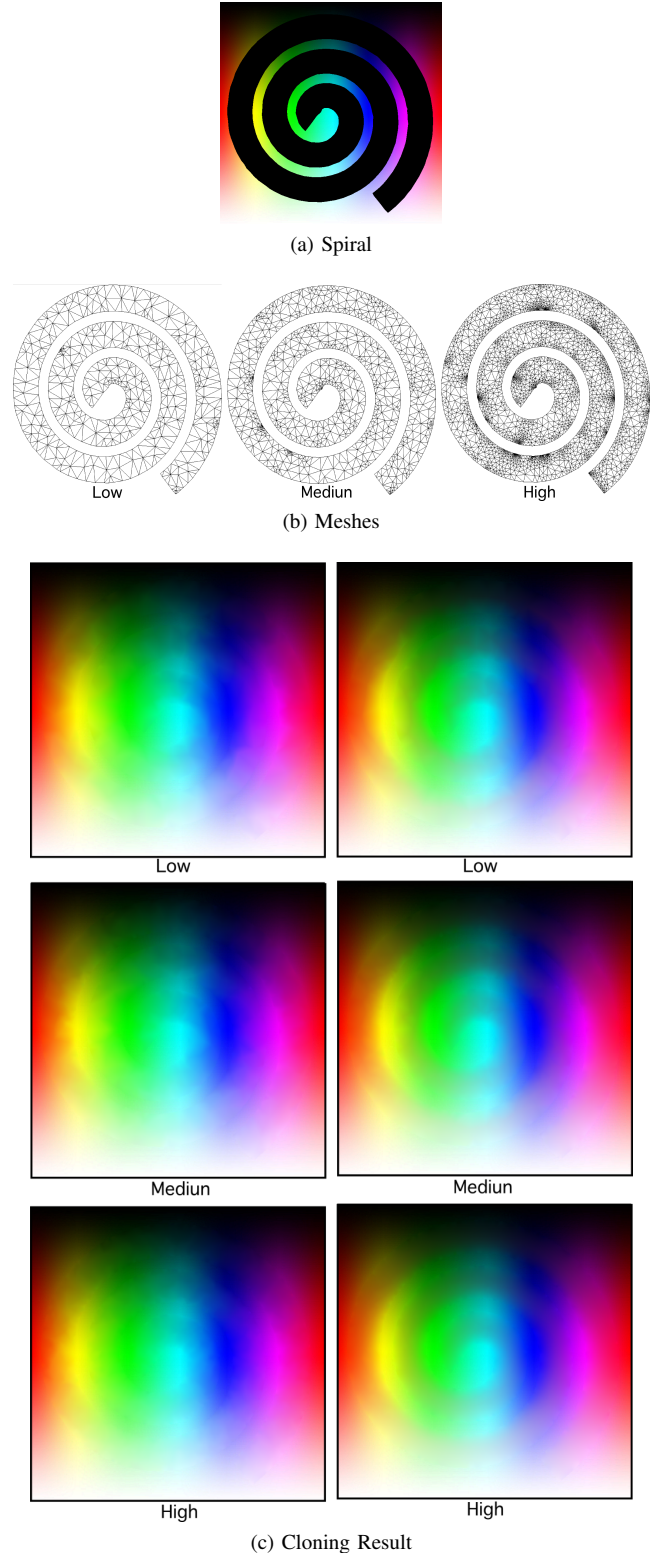 (a) Spiral
Low Mediun High
(b) Meshes
Low Low
Mediun Mediun
High High
(c) Cloning Result